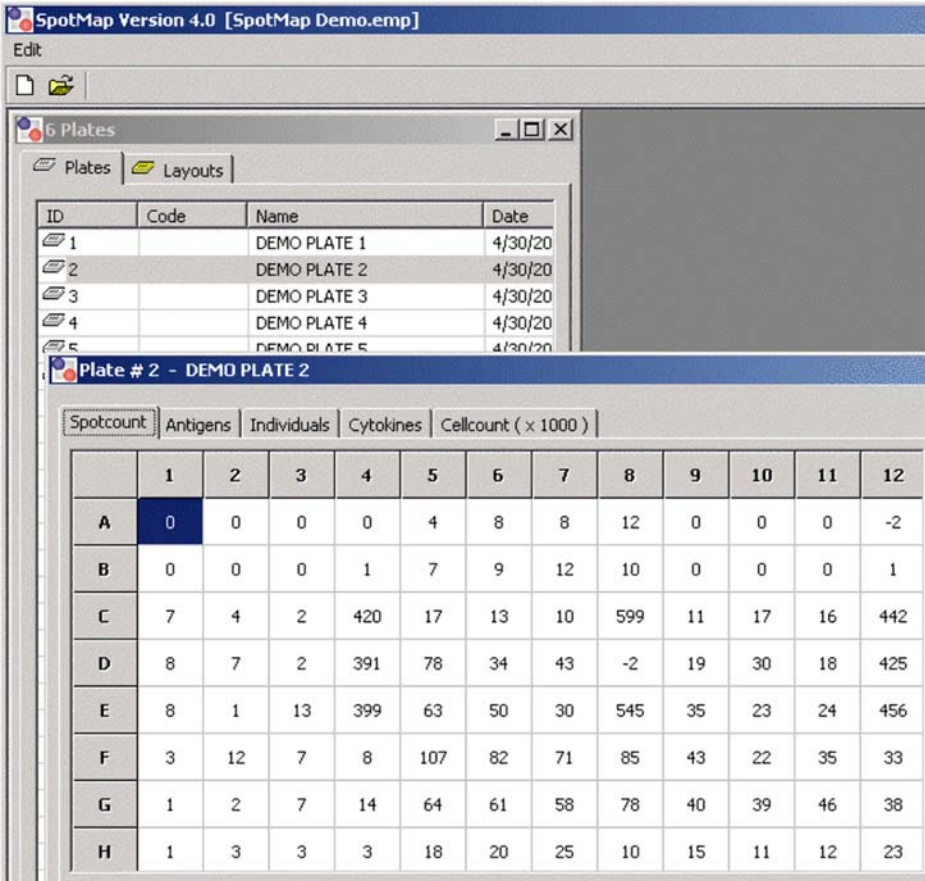 SpotMap Version 4.0 [SpotMap Demo.emp]
Edit
6 Plates
Plates Layouts
ID Code Name Date
1 DEMO PLATE 1 4/30/20
2 DEMO PLATE 2 4/30/20
3 DEMO PLATE 3 4/30/20
4 DEMO PLATE 4 4/30/20
5 DEMO PLATE 5 4/30/20
Plate # 2 - DEMO PLATE 2
Spotcount Antigens Individuals Cytokines Cellcount ( x 1000 )
1 2 3 4 5 6 7 8 9 10 11 12
A 0 0 0 0 4 8 8 12 0 0 0 -2
B 0 0 0 1 7 9 12 10 0 0 0 1
C 7 4 2 420 17 13 10 599 11 17 16 442
D 8 7 2 391 78 34 43 -2 19 30 18 425
E 8 1 13 399 63 50 30 545 35 23 24 456
F 3 12 7 8 107 82 71 85 43 22 35 33
G 1 2 7 14 64 61 58 78 40 39 46 38
H 1 3 3 3 18 20 25 10 15 11 12 23